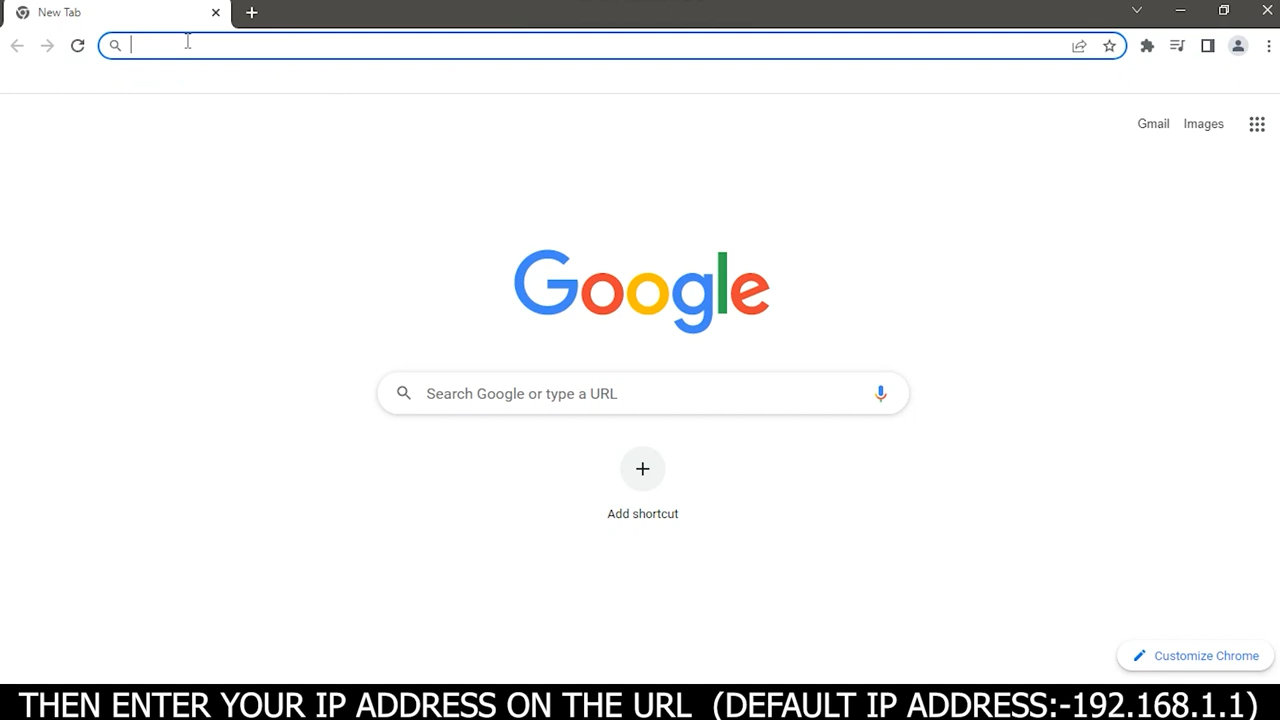 New Tab
Gmail Images
Google
Search Google or type a URL
Add shortcut
Customize Chrome
THEN ENTER YOUR IP ADDRESS ON THE URL (DEFAULT IP ADDRESS:-192.168.1.1)